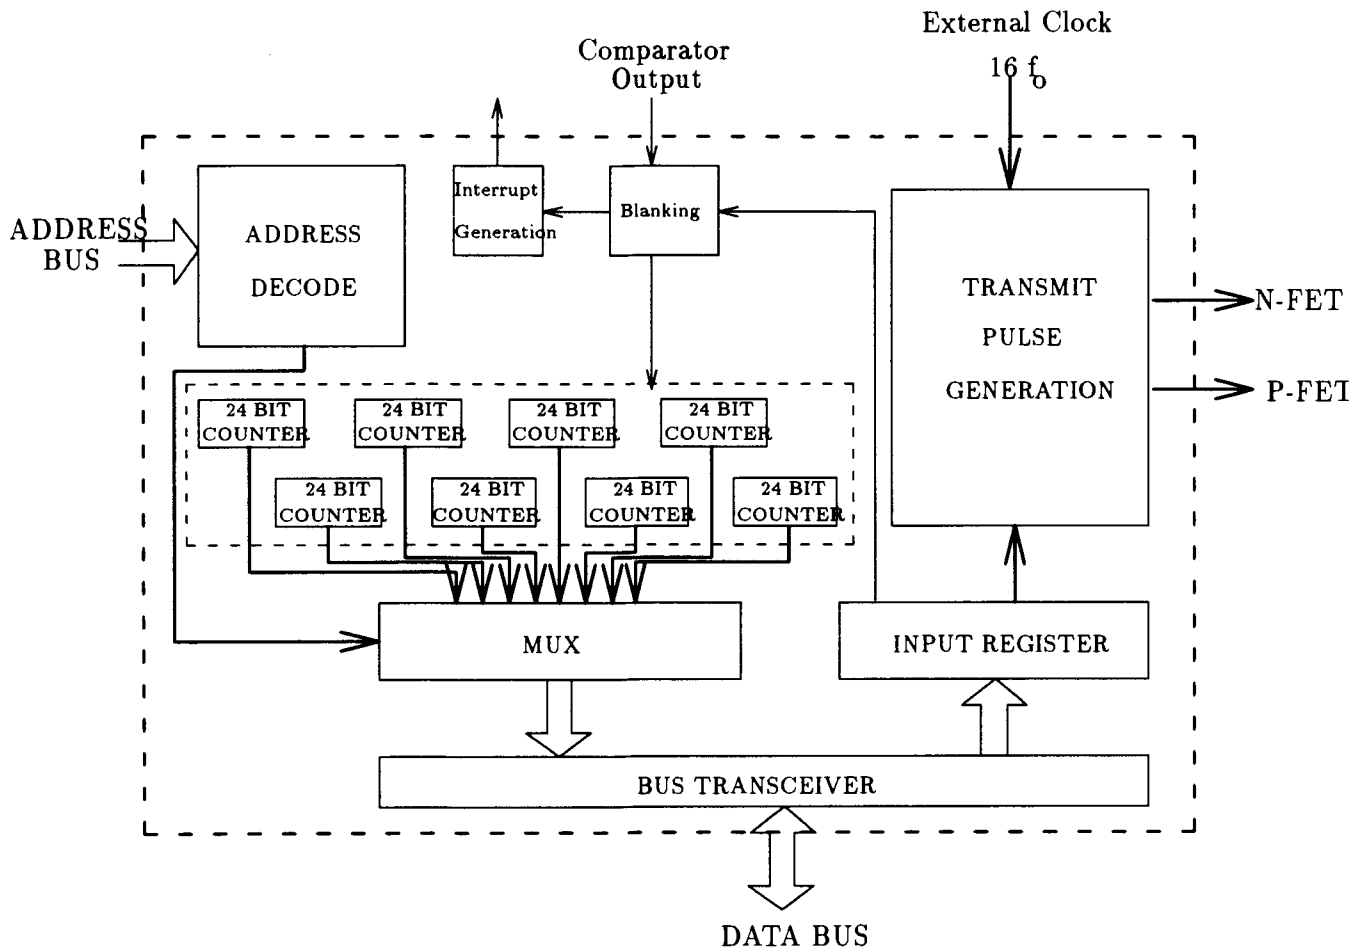 External Clock
16 fo
Comparator
Output
ADDRESS
BUS
ADDRESS
DECODE
Interrupt
Generation
Blanking
TRANSMIT
PULSE
GENERATION
N-FET
P-FET
24 BIT
COUNTER
24 BIT
COUNTER
24 BIT
COUNTER
24 BIT
COUNTER
24 BIT
COUNTER
24 BIT
COUNTER
24 BIT
COUNTER
24 BIT
COUNTER
MUX
INPUT REGISTER
BUS TRANSCEIVER
DATA BUS